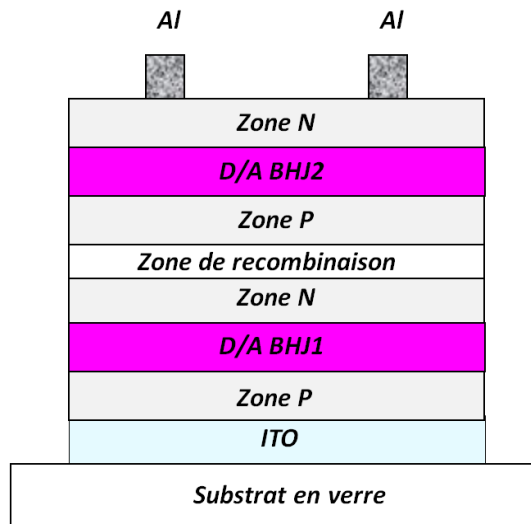 Al Al
Zone N
D/A BHJ2
Zone P
Zone de recombinaison
Zone N
D/A BHJ1
Zone P
ITO
Substrat en verre